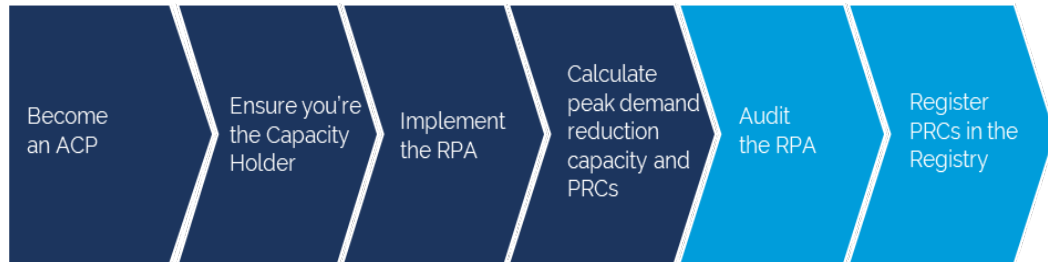 Become
an ACP
Ensure you're
the Capacity
Holder
Implement
the RPA
Calculate
peak demand
reduction
capacity and
PRCs
Audit
the RPA
Register
PRCs in the
Registry